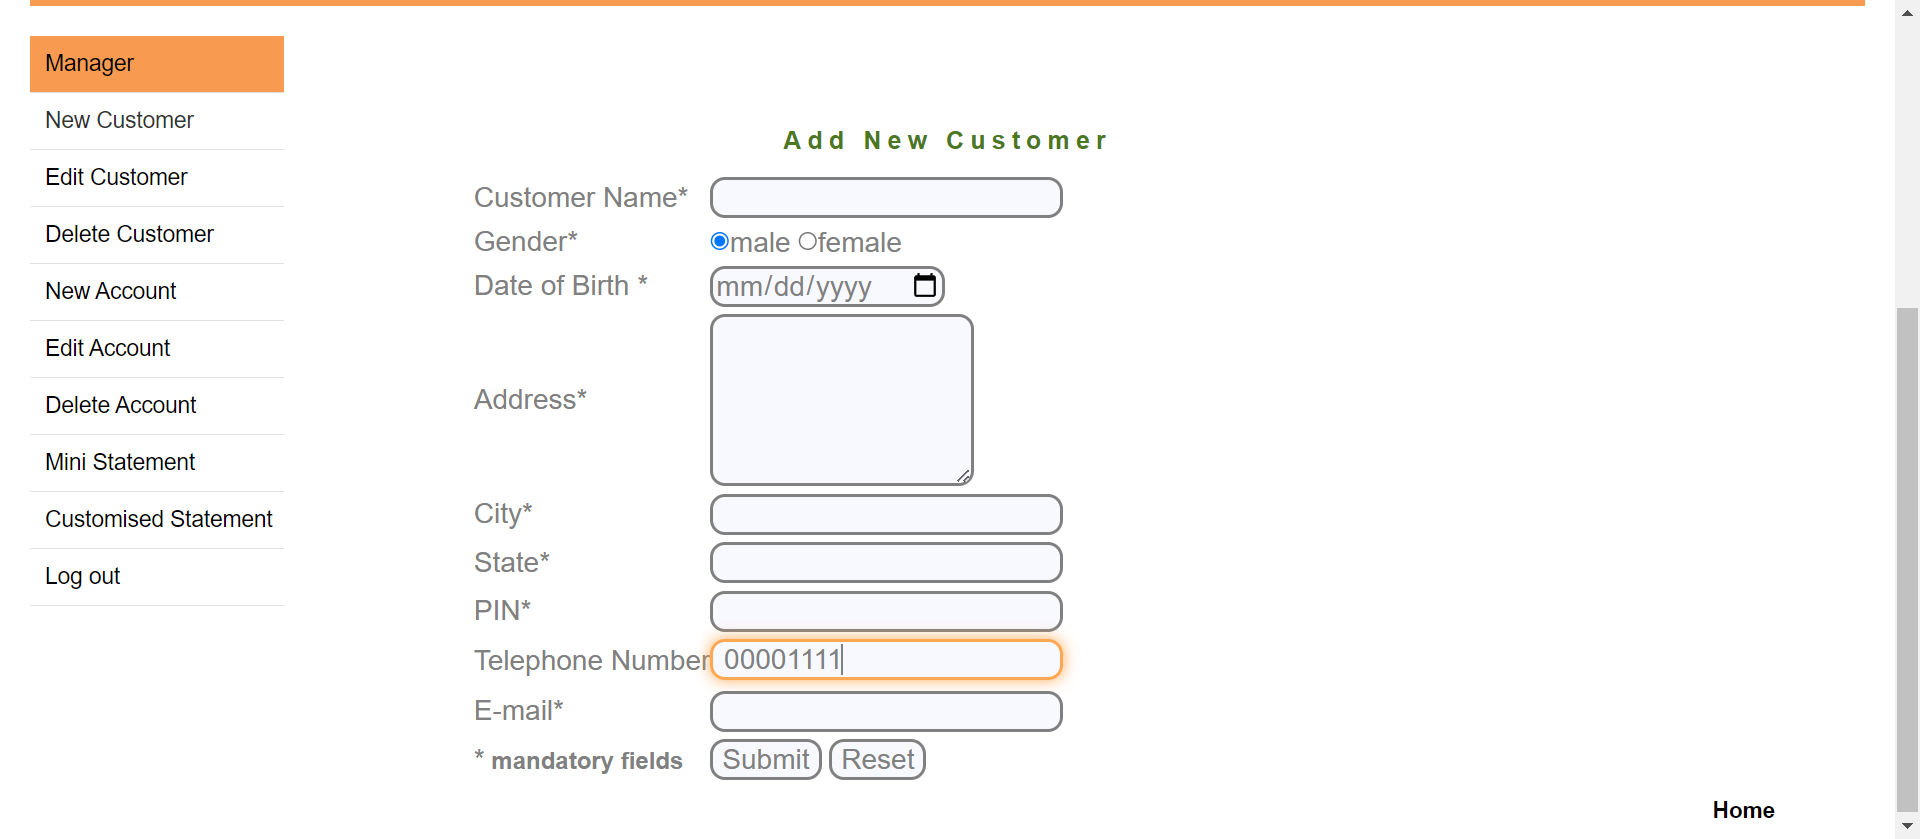 Manager
New Customer
Edit Customer
Delete Customer
New Account
Edit Account
Delete Account
Mini Statement
Customised Statement
Log out
Add New Customer
Customer Name*
Gender* male female
Date of Birth * mm/dd/yyyy
Address*
City*
State*
PIN*
Telephone Number 00001111
E-mail*
* mandatory fields Submit Reset
Home